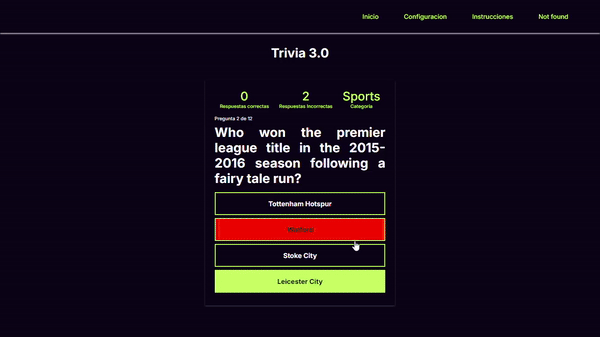 Inicio Configuracion Instrucciones Not found
Trivia 3.0
0 2 Sports
Respuestas correctas Respuestas Incorrectas Categoria
Pregunta 2 de 12
Who won the premier
league title in the 2015-
2016 season following a
fairy tale run?
Tottenham Hotspur
Stoke City
Leicester City